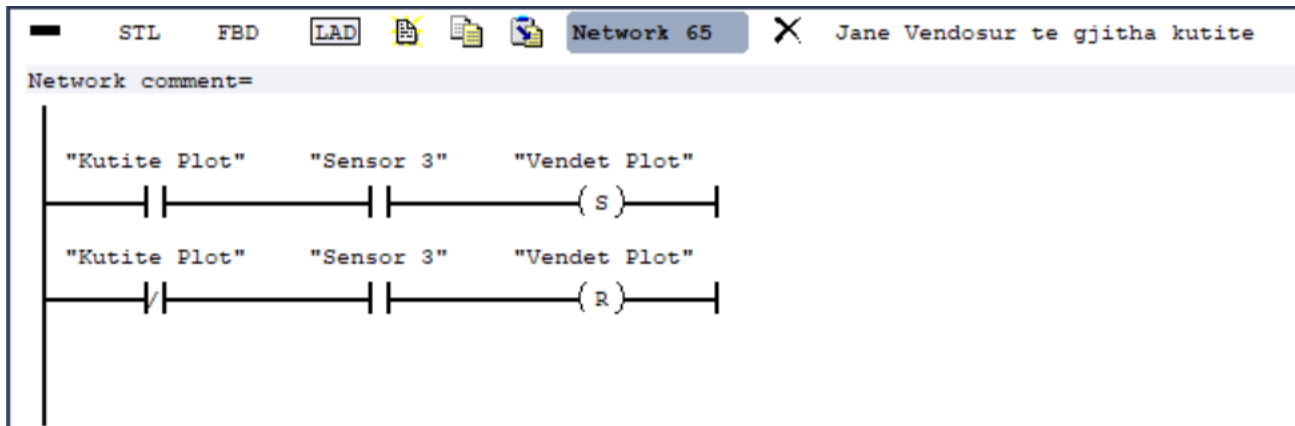 STL FBD LAD Network 65 Jane Vendosur te gjitha kutite
Network comment=
"Kutite Plot" "Sensor 3" "Vendet Plot"
S
"Kutite Plot" "Sensor 3" "Vendet Plot"
R